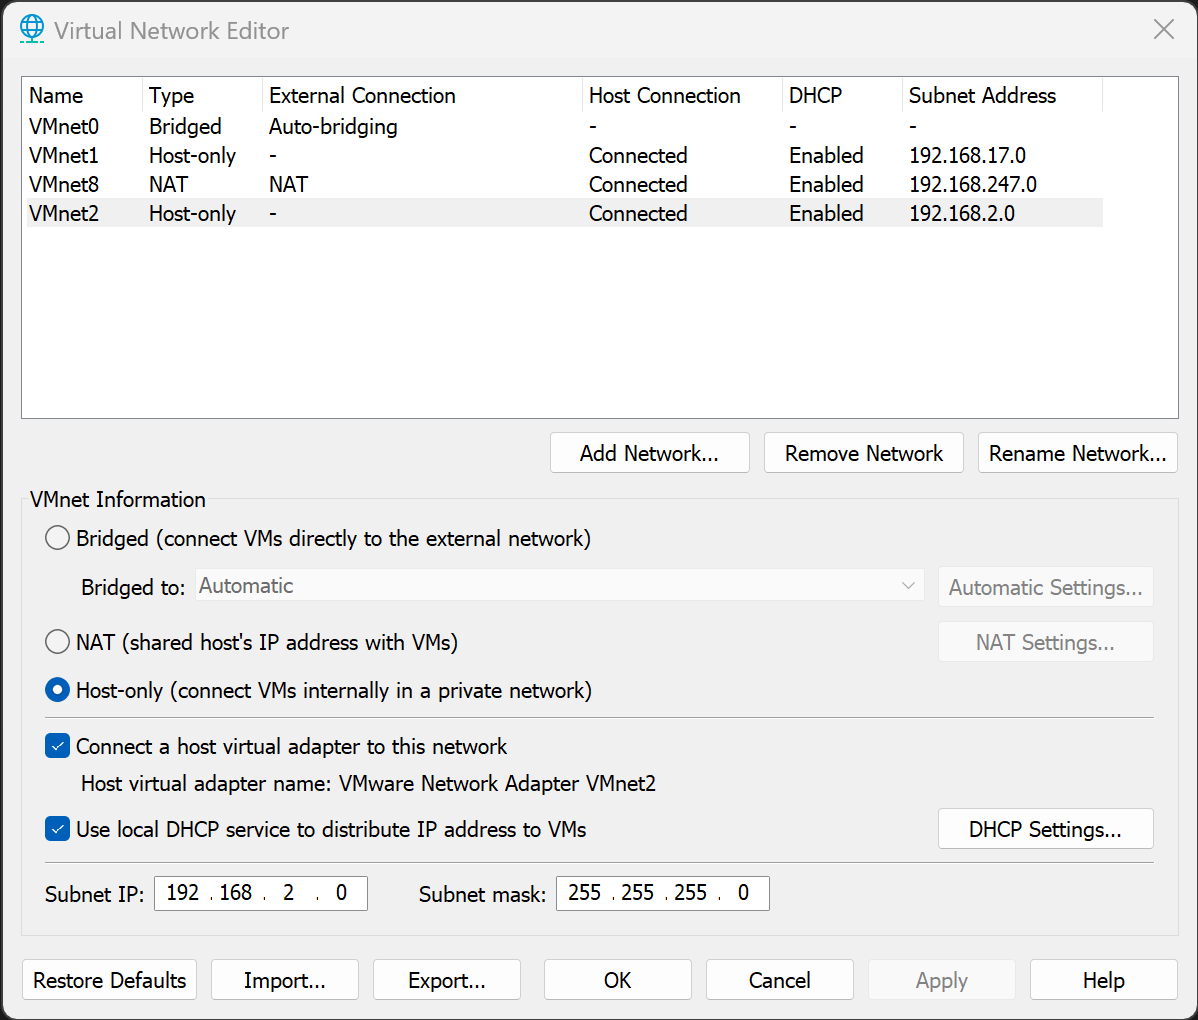 Virtual Network Editor
Name Type External Connection Host Connection DHCP Subnet Address
VMnet0 Bridged Auto-bridging - - -
VMnet1 Host-only - Connected Enabled 192.168.17.0
VMnet8 NAT NAT Connected Enabled 192.168.247.0
VMnet2 Host-only - Connected Enabled 192.168.2.0
Add Network... Remove Network Rename Network...
VMnet Information
Bridged (connect VMs directly to the external network)
Bridged to: Automatic Automatic Settings...
NAT (shared host's IP address with VMs) NAT Settings...
Host-only (connect VMs internally in a private network)
Connect a host virtual adapter to this network
Host virtual adapter name: VMware Network Adapter VMnet2
Use local DHCP service to distribute IP address to VMs DHCP Settings...
Subnet IP: 192 . 168 . 2 . 0 Subnet mask: 255 . 255 . 255 . 0
Restore Defaults Import... Export... OK Cancel Apply Help